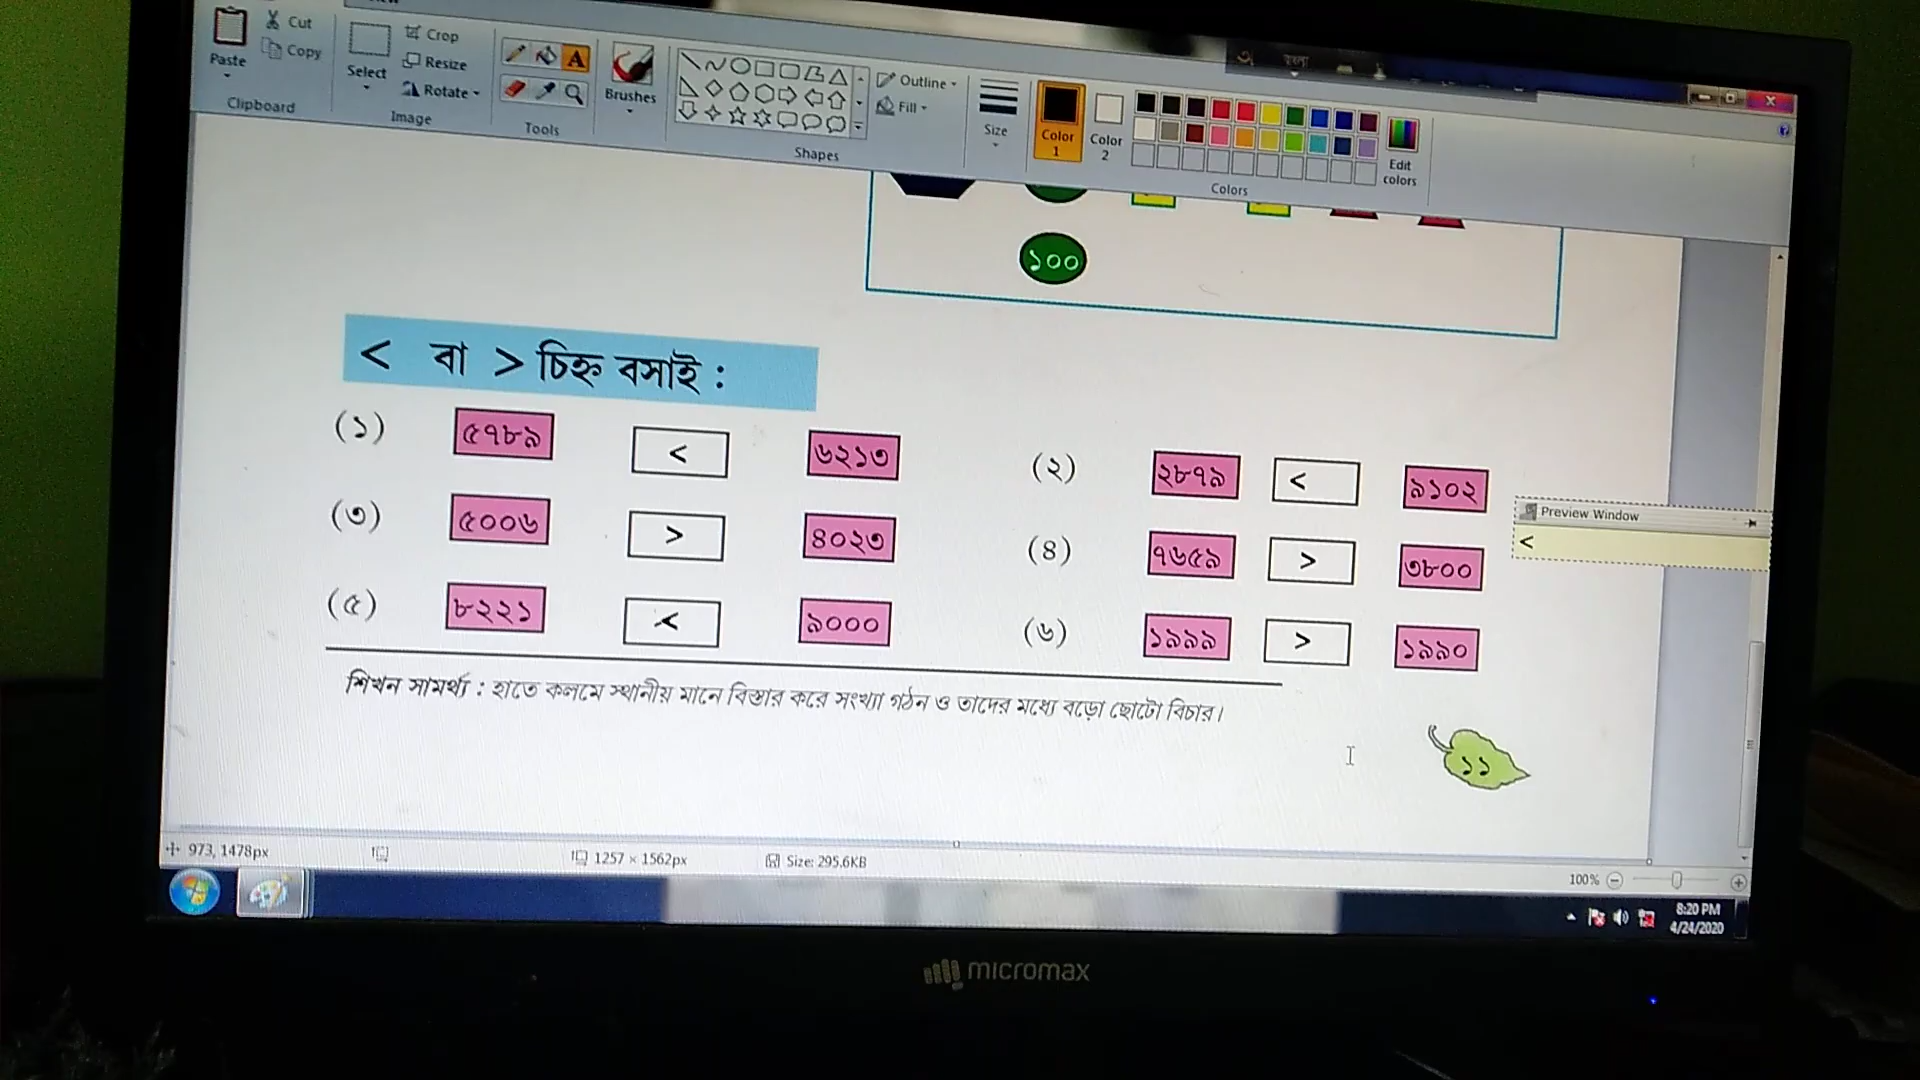 Paste
Cut
Copy
Clipboard
Select
Crop
Resize
Rotate
Image
Tools
Brushes
Shapes
Outline
Fill
Size
Color 1
Color 2
Colors
Edit colors
১০০
< বা > চিহ্ন বসাই :
(১) ৫৭৮৯ < ৬২১৩ (২) ২৮৭৯ < ৯১০২
(৩) ৫০০৬ > ৪০২৩ (৪) ৭৬৫৯ > ৩৮০০
(৫) ৮২২১ < ৯০০০ (৬) ১৯৯৯ > ১৯৯০
শিখন সামর্থ্য : হাতে কলমে স্থানীয় মানে বিস্তার করে সংখ্যা গঠন ও তাদের মধ্যে বড়ো ছোটো বিচার।
১১
Preview Window
<
973, 1478px
1257 × 1562px
Size: 295.6KB
100%
8:20 PM
4/24/2020
micromax